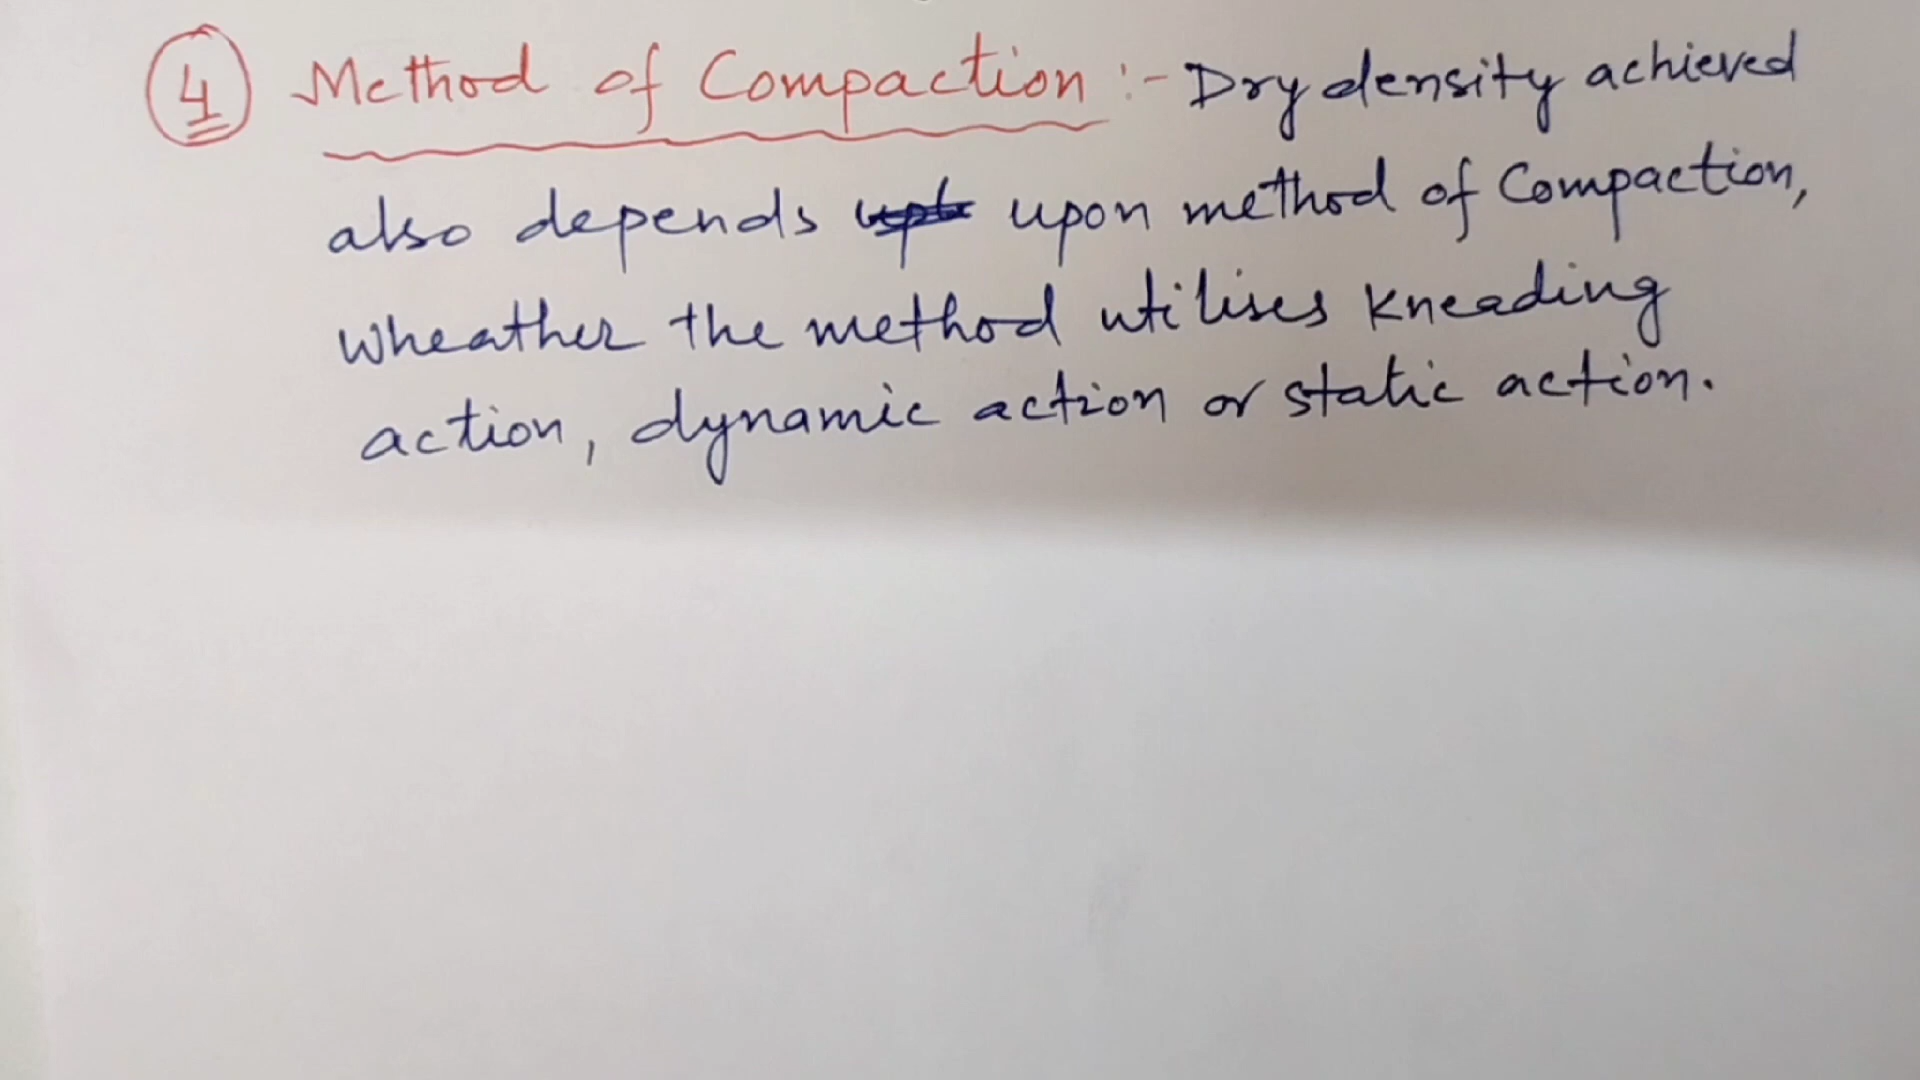 4 Method of Compaction :- Dry density achieved
also depends upon method of Compaction,
wheather the method utilises kneading
action, dynamic action or static action.